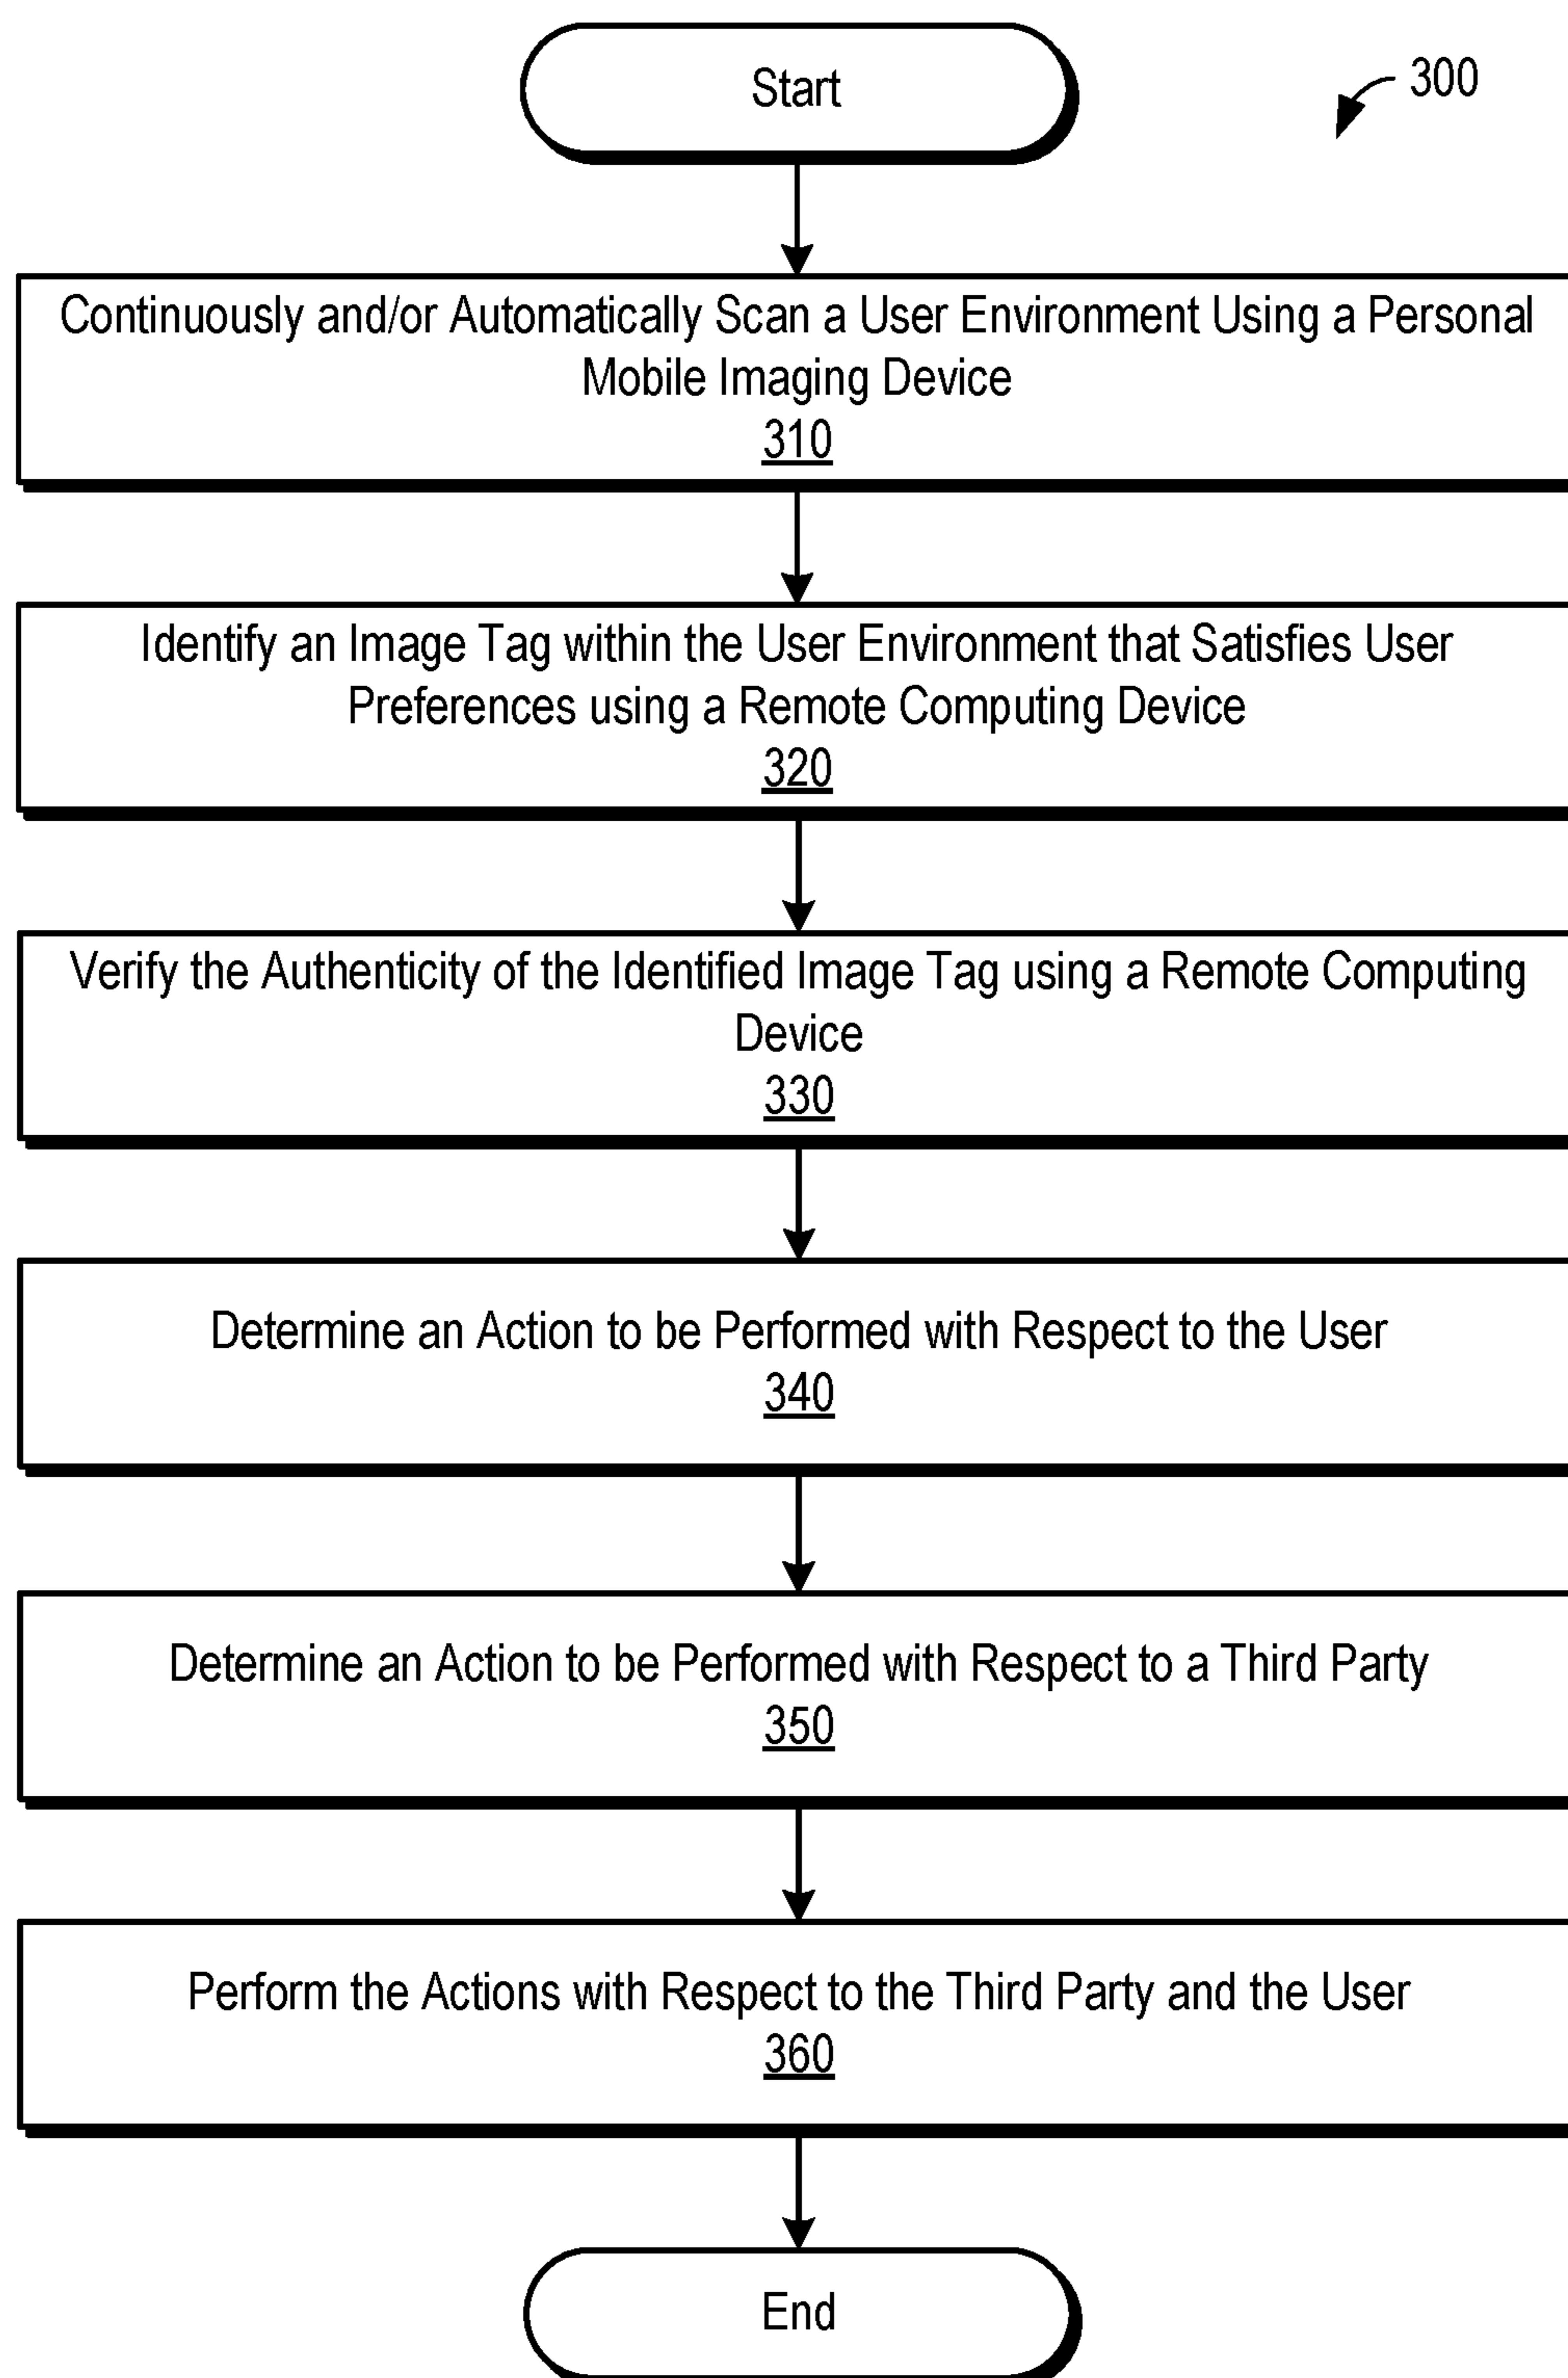 Start
300
Continuously and/or Automatically Scan a User Environment Using a Personal
Mobile Imaging Device
310
Identify an Image Tag within the User Environment that Satisfies User
Preferences using a Remote Computing Device
320
Verify the Authenticity of the Identified Image Tag using a Remote Computing
Device
330
Determine an Action to be Performed with Respect to the User
340
Determine an Action to be Performed with Respect to a Third Party
350
Perform the Actions with Respect to the Third Party and the User
360
End